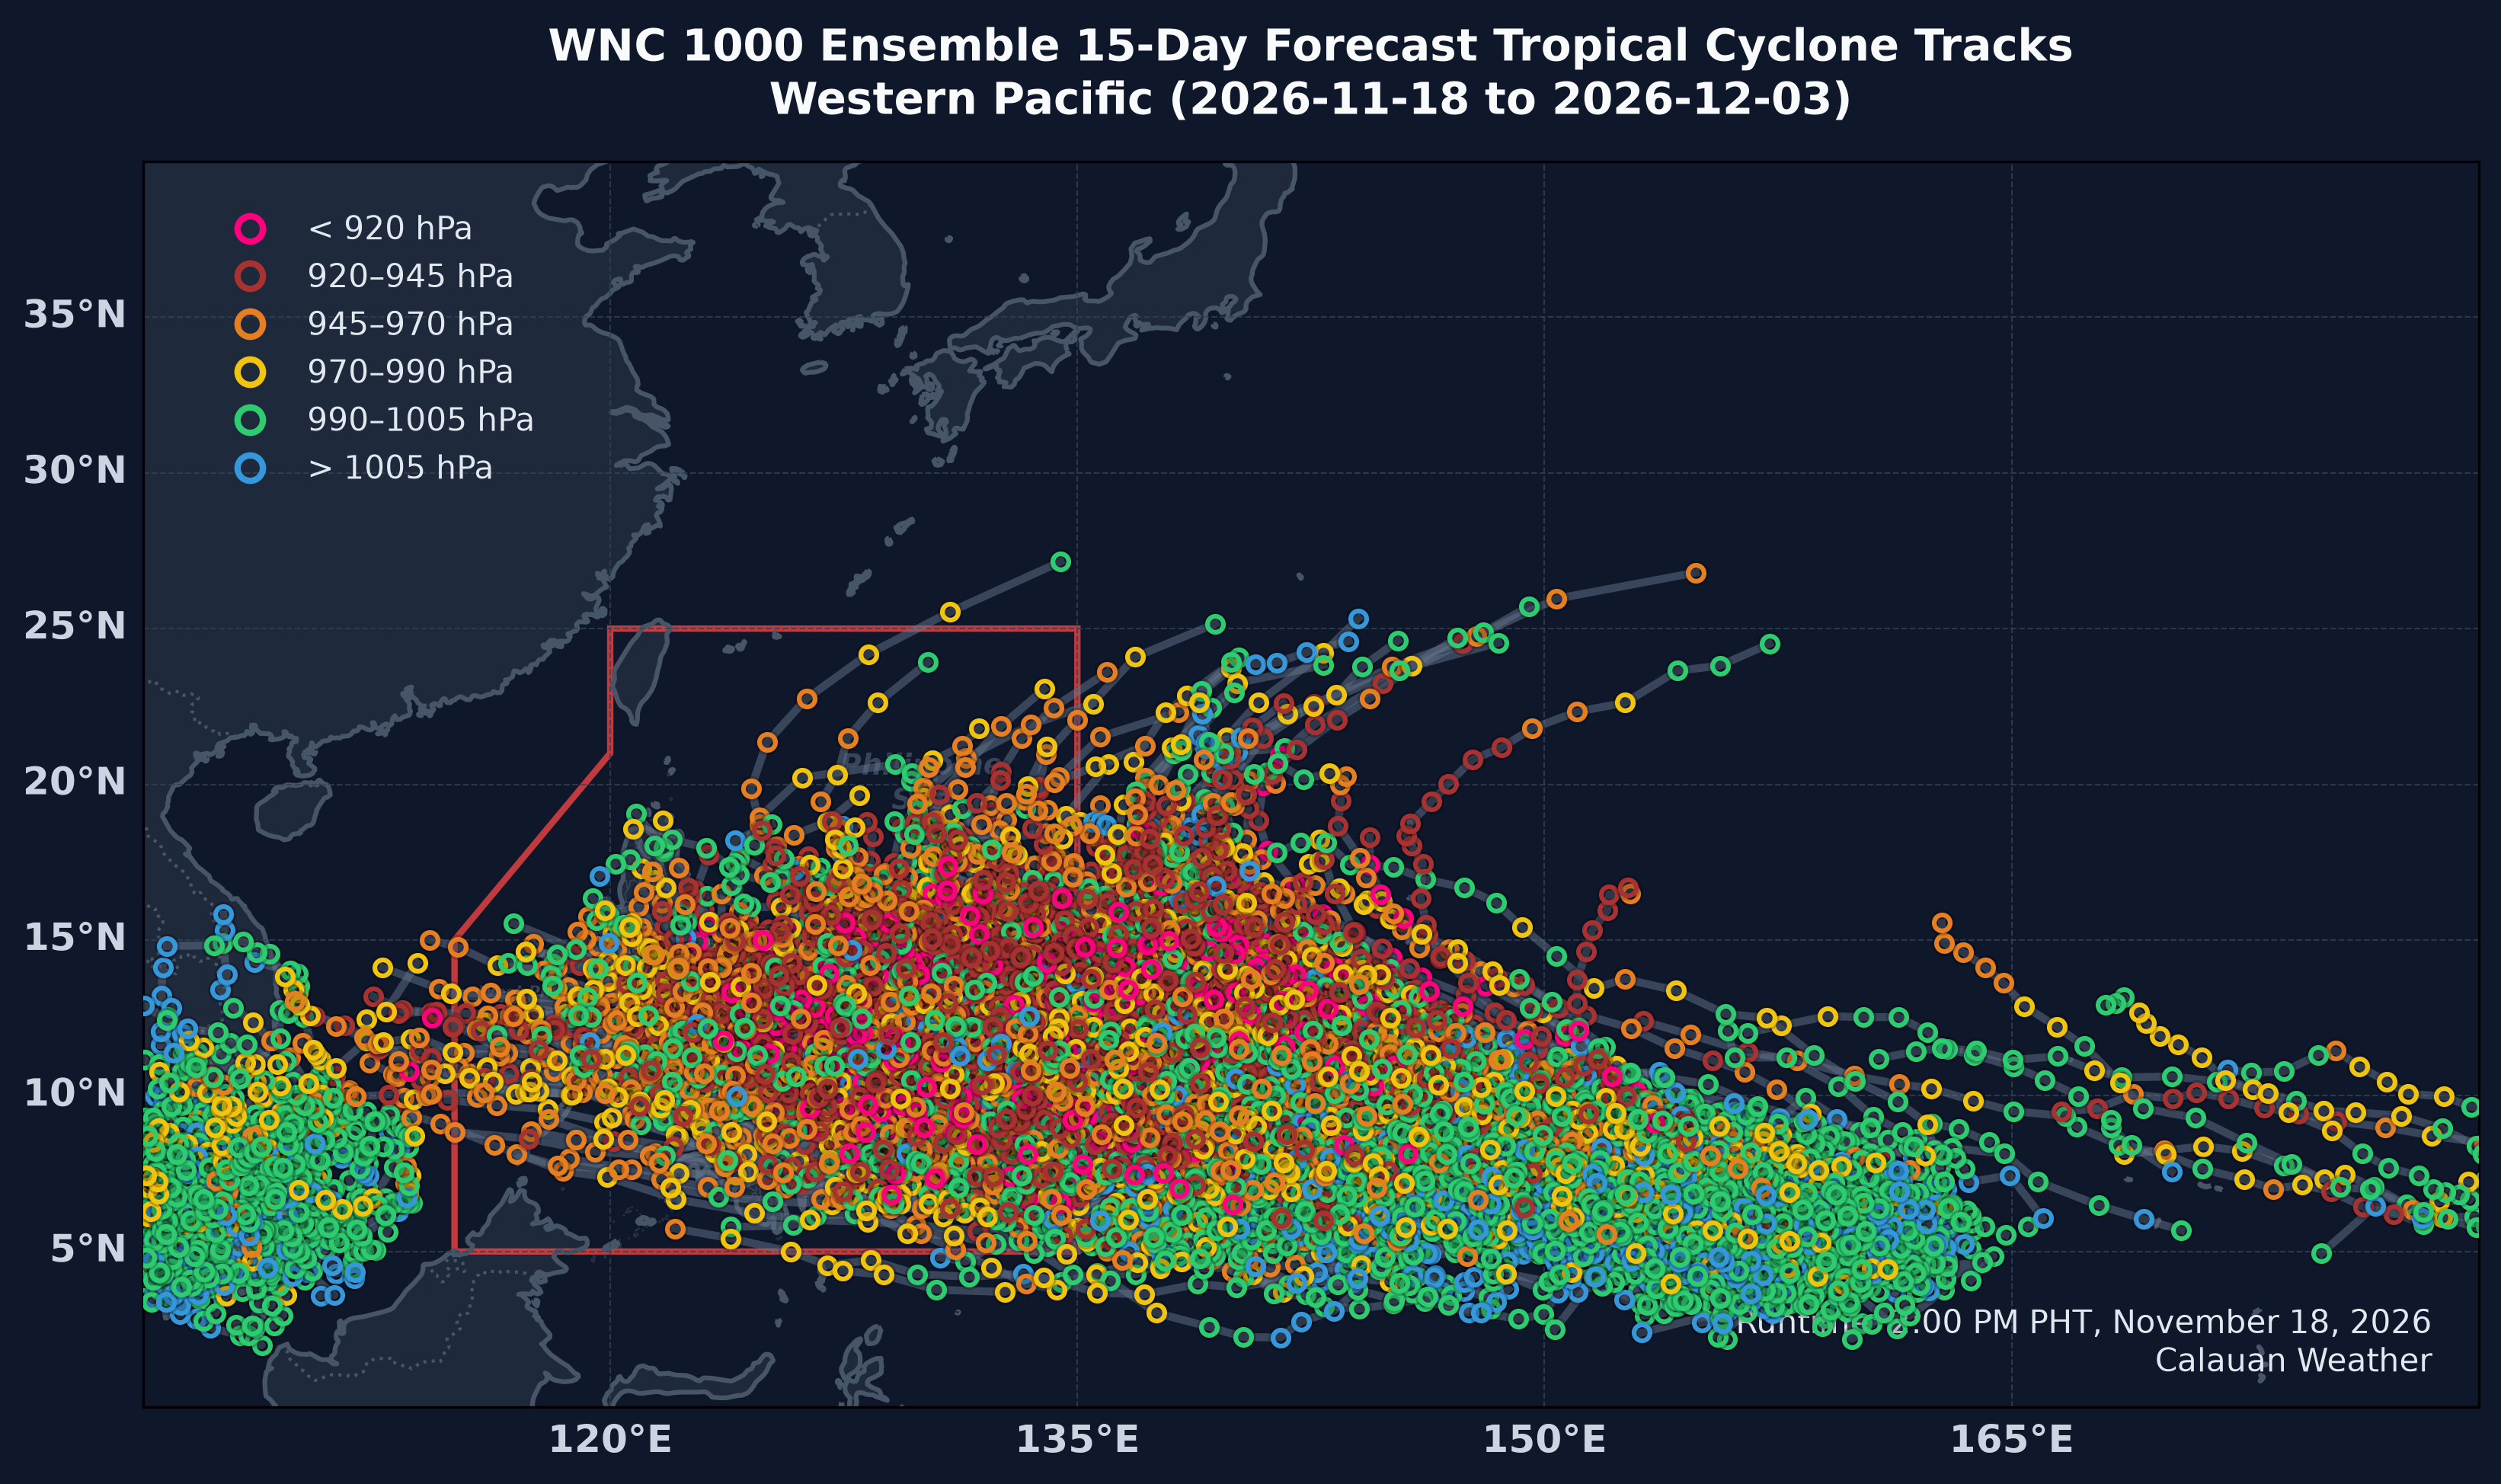 WNC 1000 Ensemble 15-Day Forecast Tropical Cyclone Tracks
Western Pacific (2026-11-18 to 2026-12-03)
< 920 hPa
920–945 hPa
945–970 hPa
970–990 hPa
990–1005 hPa
> 1005 hPa
35°N
30°N
25°N
20°N
15°N
10°N
5°N
:00 PM PHT, November 18, 2026
Calauan Weather
120°E
135°E
150°E
165°E